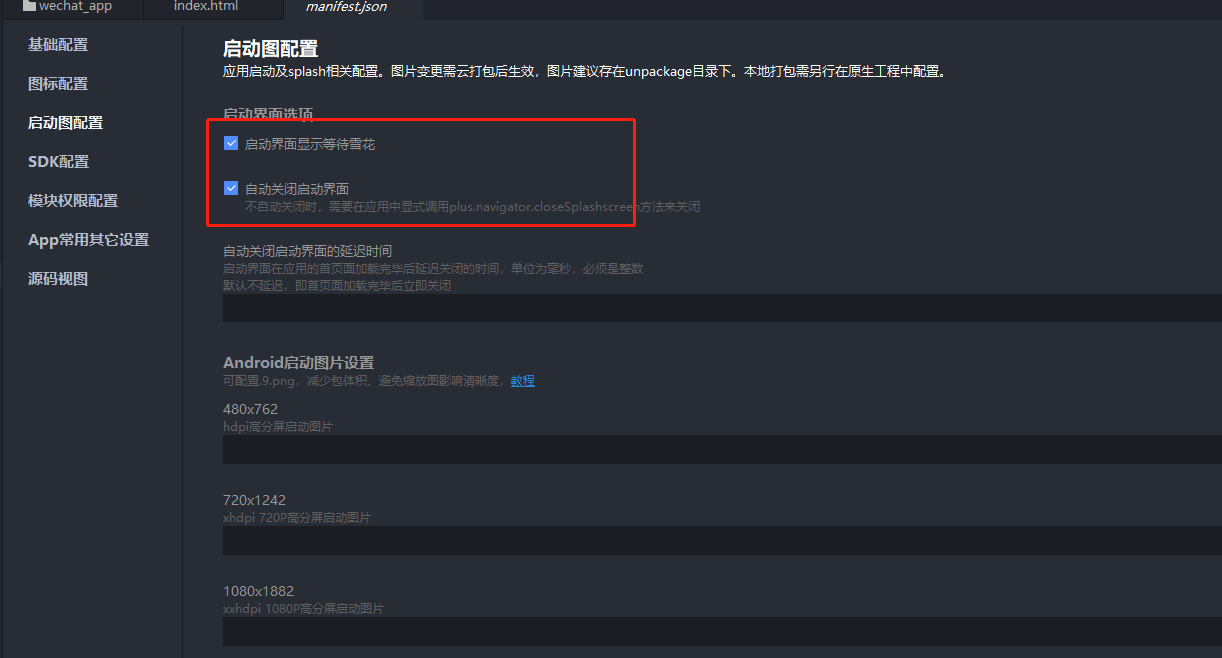 wechat_app
index.html
manifest.json
基础配置
图标配置
启动图配置
SDK配置
模块权限配置
App常用其它设置
源码视图
启动图配置
应用启动及splash相关配置。图片变更需云打包后生效，图片建议存在unpackage目录下。本地打包需另行在原生工程中配置。
启动界面选项
启动界面显示等待雪花
自动关闭启动界面
不自动关闭时，需要在应用中显式调用plus.navigator.closeSplashscreen方法来关闭
自动关闭启动界面的延迟时间
启动界面在应用的首页面加载完毕后延迟关闭的时间，单位为毫秒，必须是整数
默认不延迟，即首页面加载完毕后立即关闭
Android启动图片设置
可配置.9.png，减少包体积、避免缩放图影响清晰度，教程
480x762
hdpi高分屏启动图片
720x1242
xhdpi 720P高分屏启动图片
1080x1882
xxhdpi 1080P高分屏启动图片